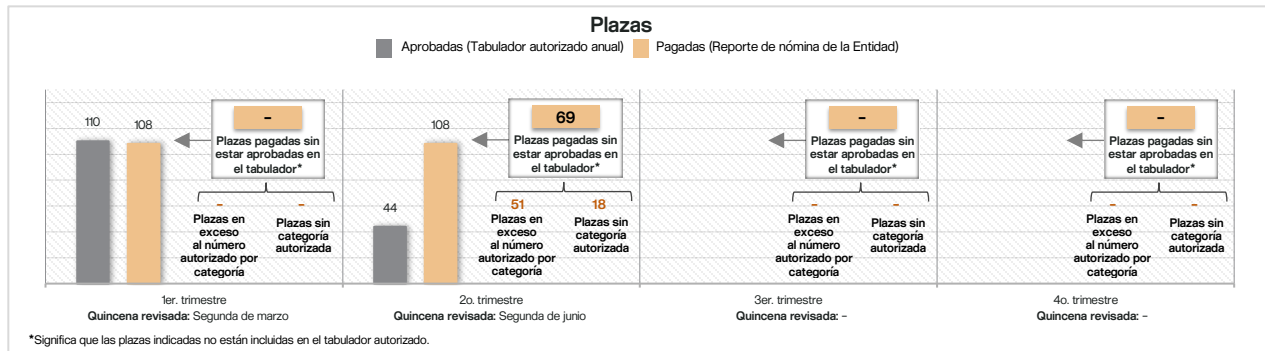 Plazas
Aprobadas (Tabulador autorizado anual) Pagadas (Reporte de nómina de la Entidad)
110
108
–
Plazas pagadas sin
estar aprobadas en
el tabulador*
-
-
Plazas en
exceso
al número
autorizado por
categoría
Plazas sin
categoría
autorizada
1er. trimestre
Quincena revisada: Segunda de marzo
44
108
69
Plazas pagadas sin
estar aprobadas en
el tabulador*
51
18
Plazas en
exceso
al número
autorizado por
categoría
Plazas sin
categoría
autorizada
2o. trimestre
Quincena revisada: Segunda de junio
–
Plazas pagadas sin
estar aprobadas en
el tabulador*
-
-
Plazas en
exceso
al número
autorizado por
categoría
Plazas sin
categoría
autorizada
3er. trimestre
Quincena revisada: –
–
Plazas pagadas sin
estar aprobadas en
el tabulador*
-
-
Plazas en
exceso
al número
autorizado por
categoría
Plazas sin
categoría
autorizada
4o. trimestre
Quincena revisada: –
*Significa que las plazas indicadas no están incluidas en el tabulador autorizado.